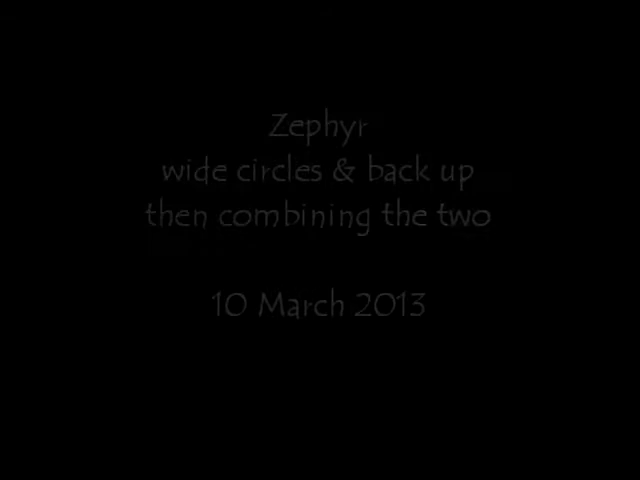 Zephyr
wide circles & back up
then combining the two
10 March 2013